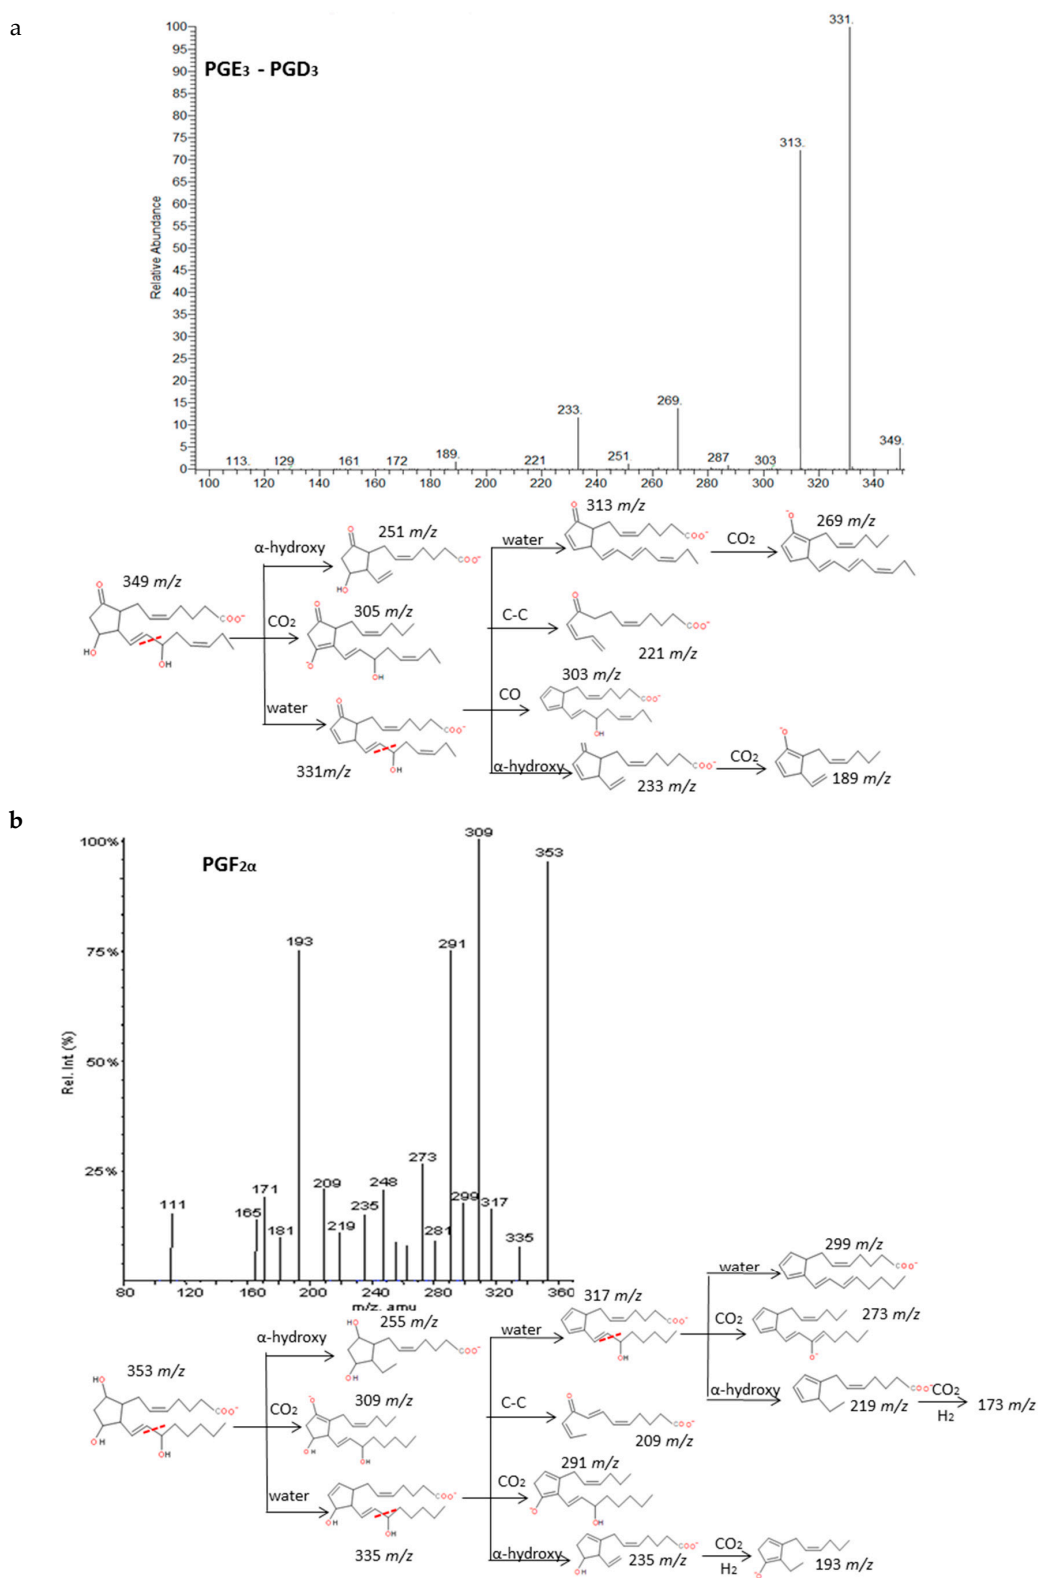 a
PGE3 - PGD3
Relative Abundance
100
95
90
85
80
75
70
65
60
55
50
45
40
35
30
25
20
15
10
5
0
331.
313.
349.
269.
233.
113.
129
161
172
189.
221
251.
287
303
100
120
140
160
180
200
220
240
260
280
300
320
340
349 m/z
α-hydroxy
251 m/z
CO2
305 m/z
water
331m/z
water
313 m/z
CO2
269 m/z
C-C
221 m/z
CO
303 m/z
α-hydroxy
233 m/z
CO2
189 m/z
b
PGF2α
Rel. Int (%)
100%
75%
50%
25%
309
353
193
291
273
111
165
171
181
209
219
235
248
281
299
317
335
80
120
160
200
240
280
320
360
m/z, amu
353 m/z
α-hydroxy
255 m/z
CO2
309 m/z
water
335 m/z
water
317 m/z
C-C
209 m/z
CO2
291 m/z
α-hydroxy
235 m/z
CO2
H2
193 m/z
water
299 m/z
CO2
273 m/z
α-hydroxy
219 m/z
CO2
H2
173 m/z